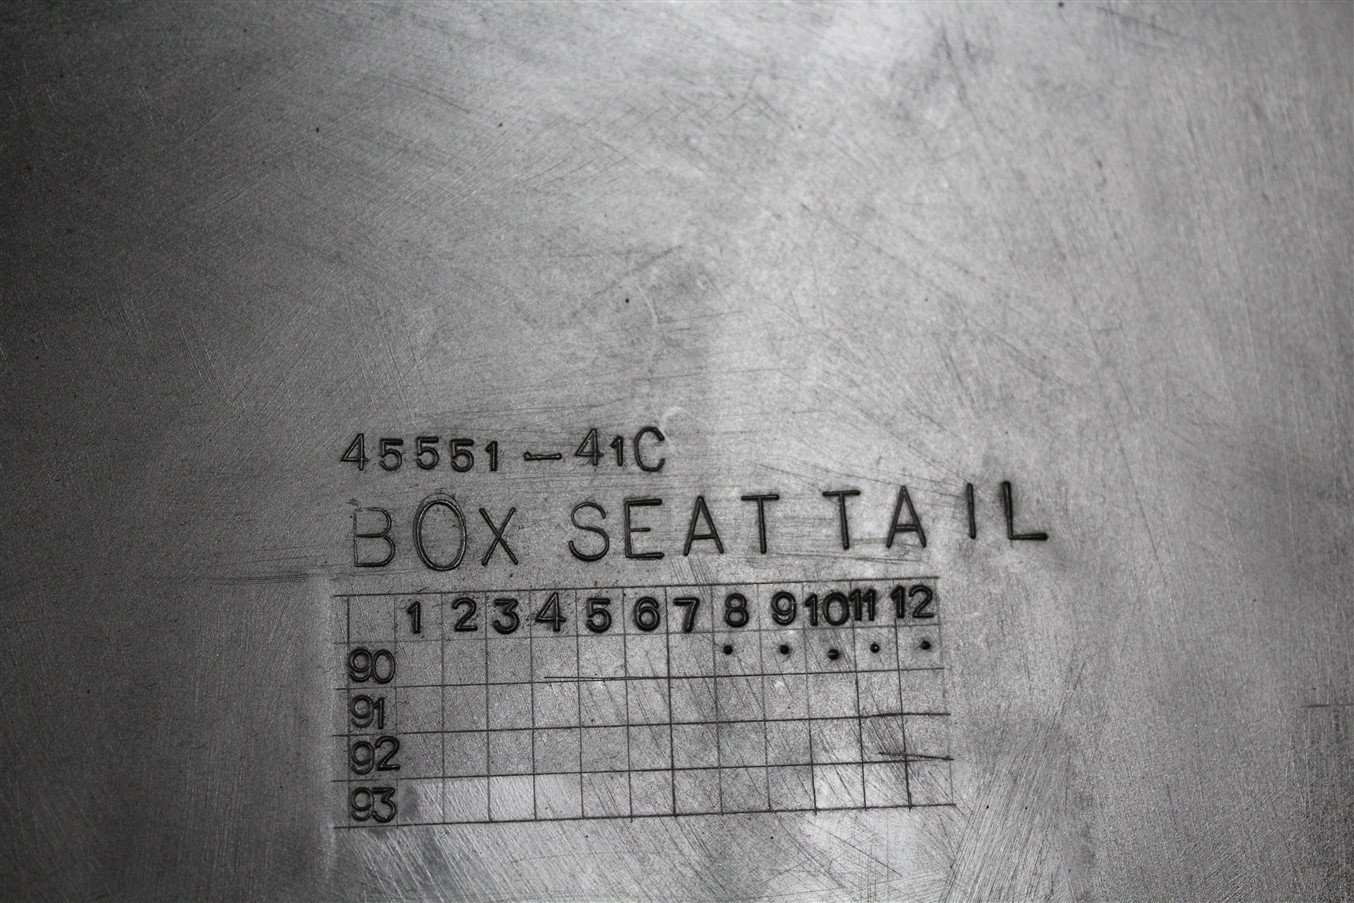 45551-41C
BOX SEAT TAIL
1 2 3 4 5 6 7 8 9 10 11 12
90 • • • • •
91
92
93